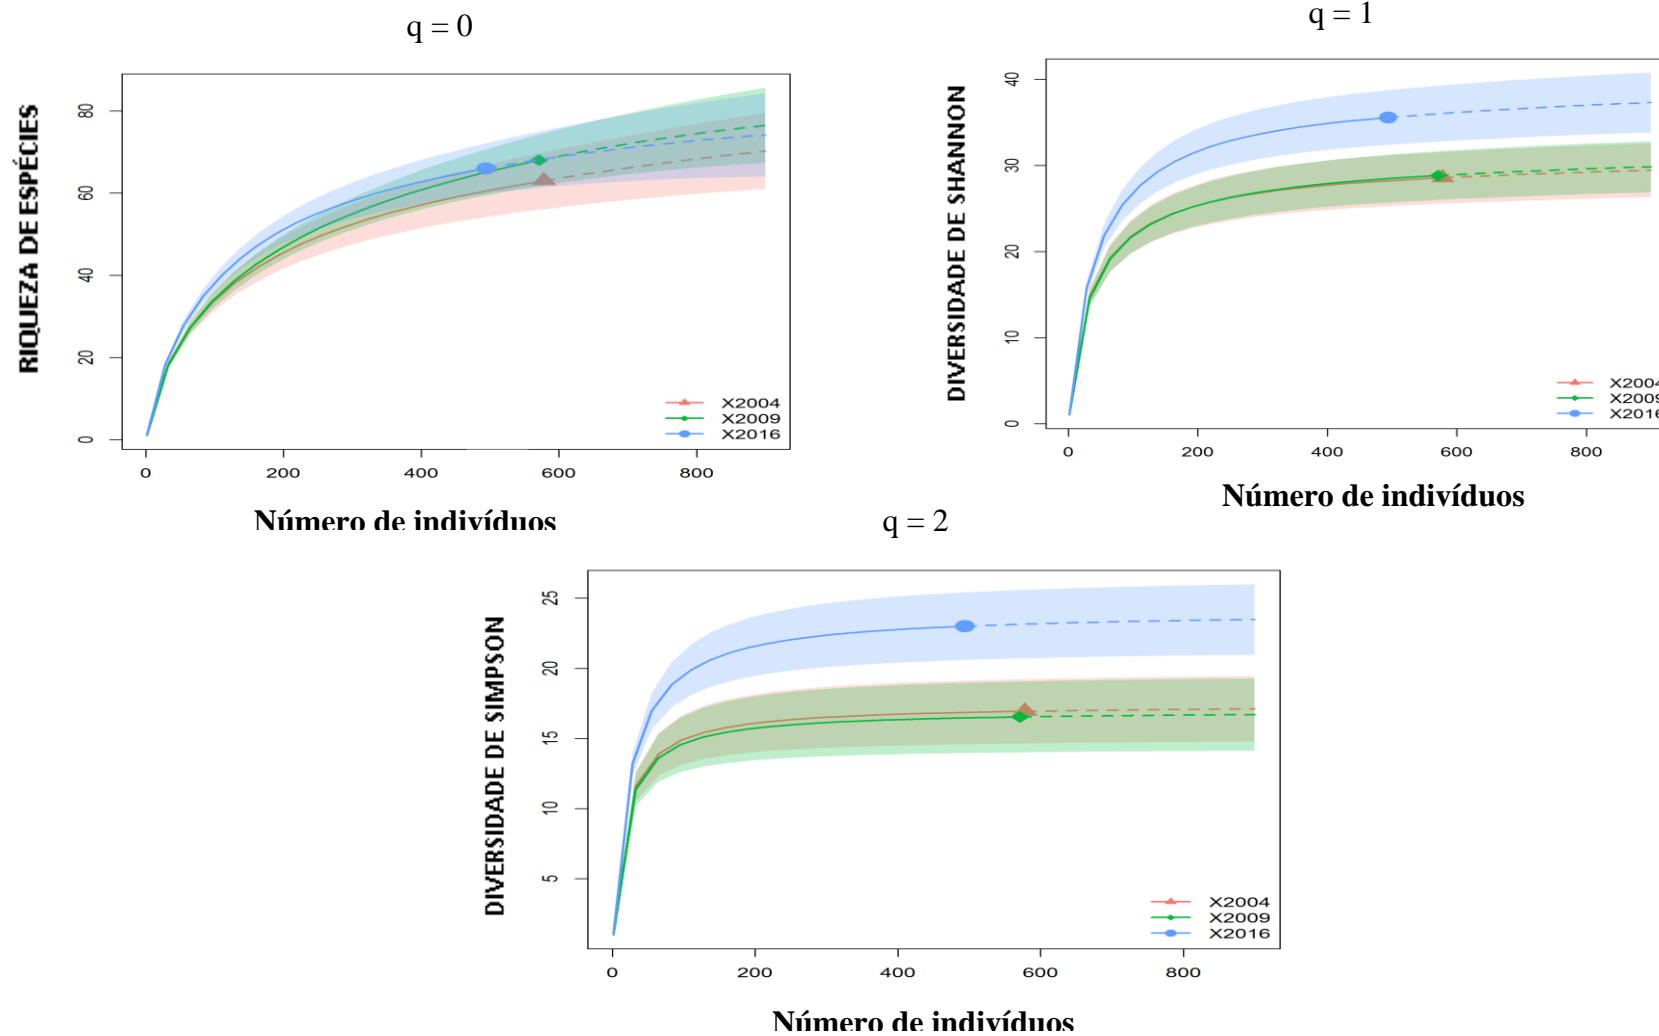 q = 0
RIQUEZA DE ESPÉCIES
80
60
40
20
0
0 200 400 600 800
X2004
X2009
X2016
Número de indivíduos
q = 1
DIVERSIDADE DE SHANNON
40
30
20
10
0
0 200 400 600 800
X2004
X2009
X2016
Número de indivíduos
q = 2
DIVERSIDADE DE SIMPSON
25
20
15
10
5
0 200 400 600 800
X2004
X2009
X2016
Número de indivíduos